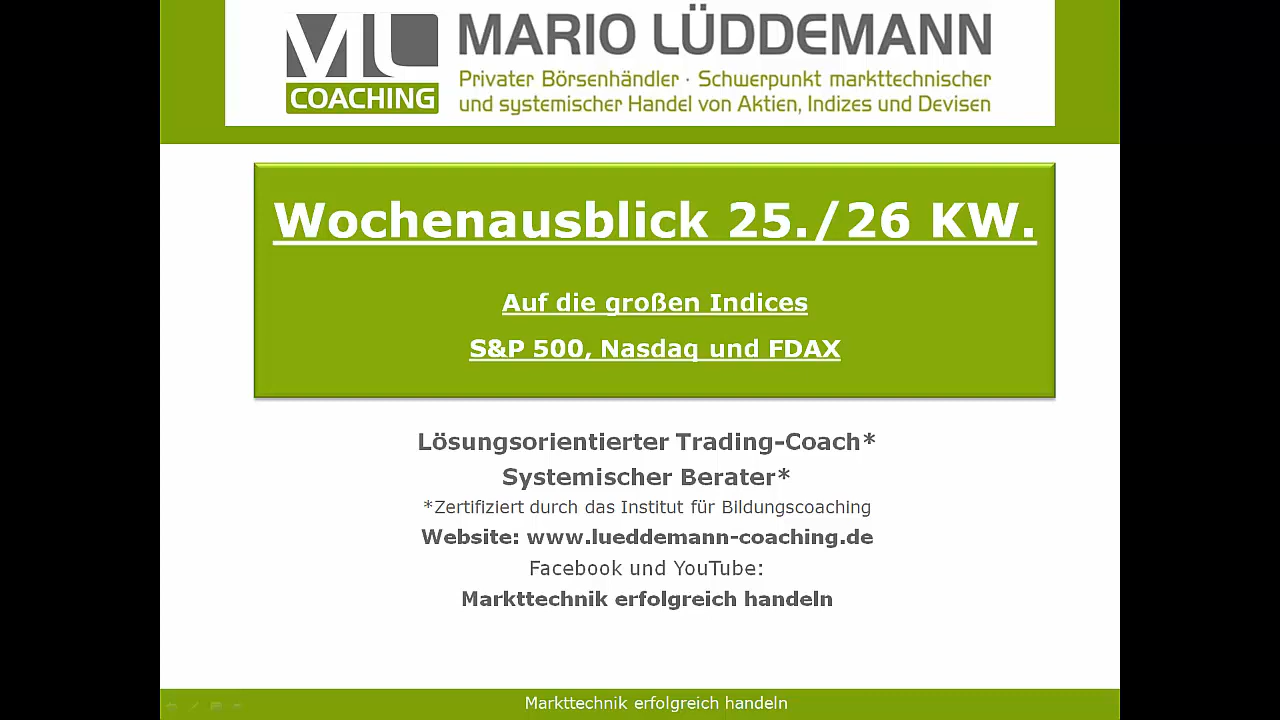 ML
COACHING
MARIO LÜDDEMANN
Privater Börsenhändler · Schwerpunkt markttechnischer
und systemischer Handel von Aktien, Indizes und Devisen
Wochenausblick 25./26 KW.
Auf die großen Indices
S&P 500, Nasdaq und FDAX
Lösungsorientierter Trading-Coach*
Systemischer Berater*
*Zertifiziert durch das Institut für Bildungscoaching
Website: www.lueddemann-coaching.de
Facebook und YouTube:
Markttechnik erfolgreich handeln
Markttechnik erfolgreich handeln